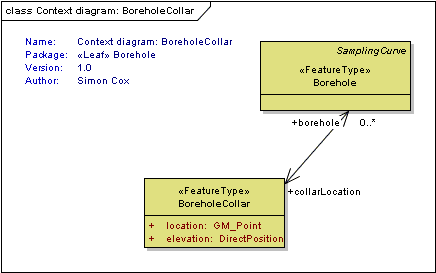 class Context diagram: BoreholeCollar
Name: Context diagram: BoreholeCollar
Package: «Leaf» Borehole
Version: 1.0
Author: Simon Cox
SamplingCurve
«FeatureType»
Borehole
+borehole 0..*
+collarLocation
«FeatureType»
BoreholeCollar
+ location: GM_Point
+ elevation: DirectPosition